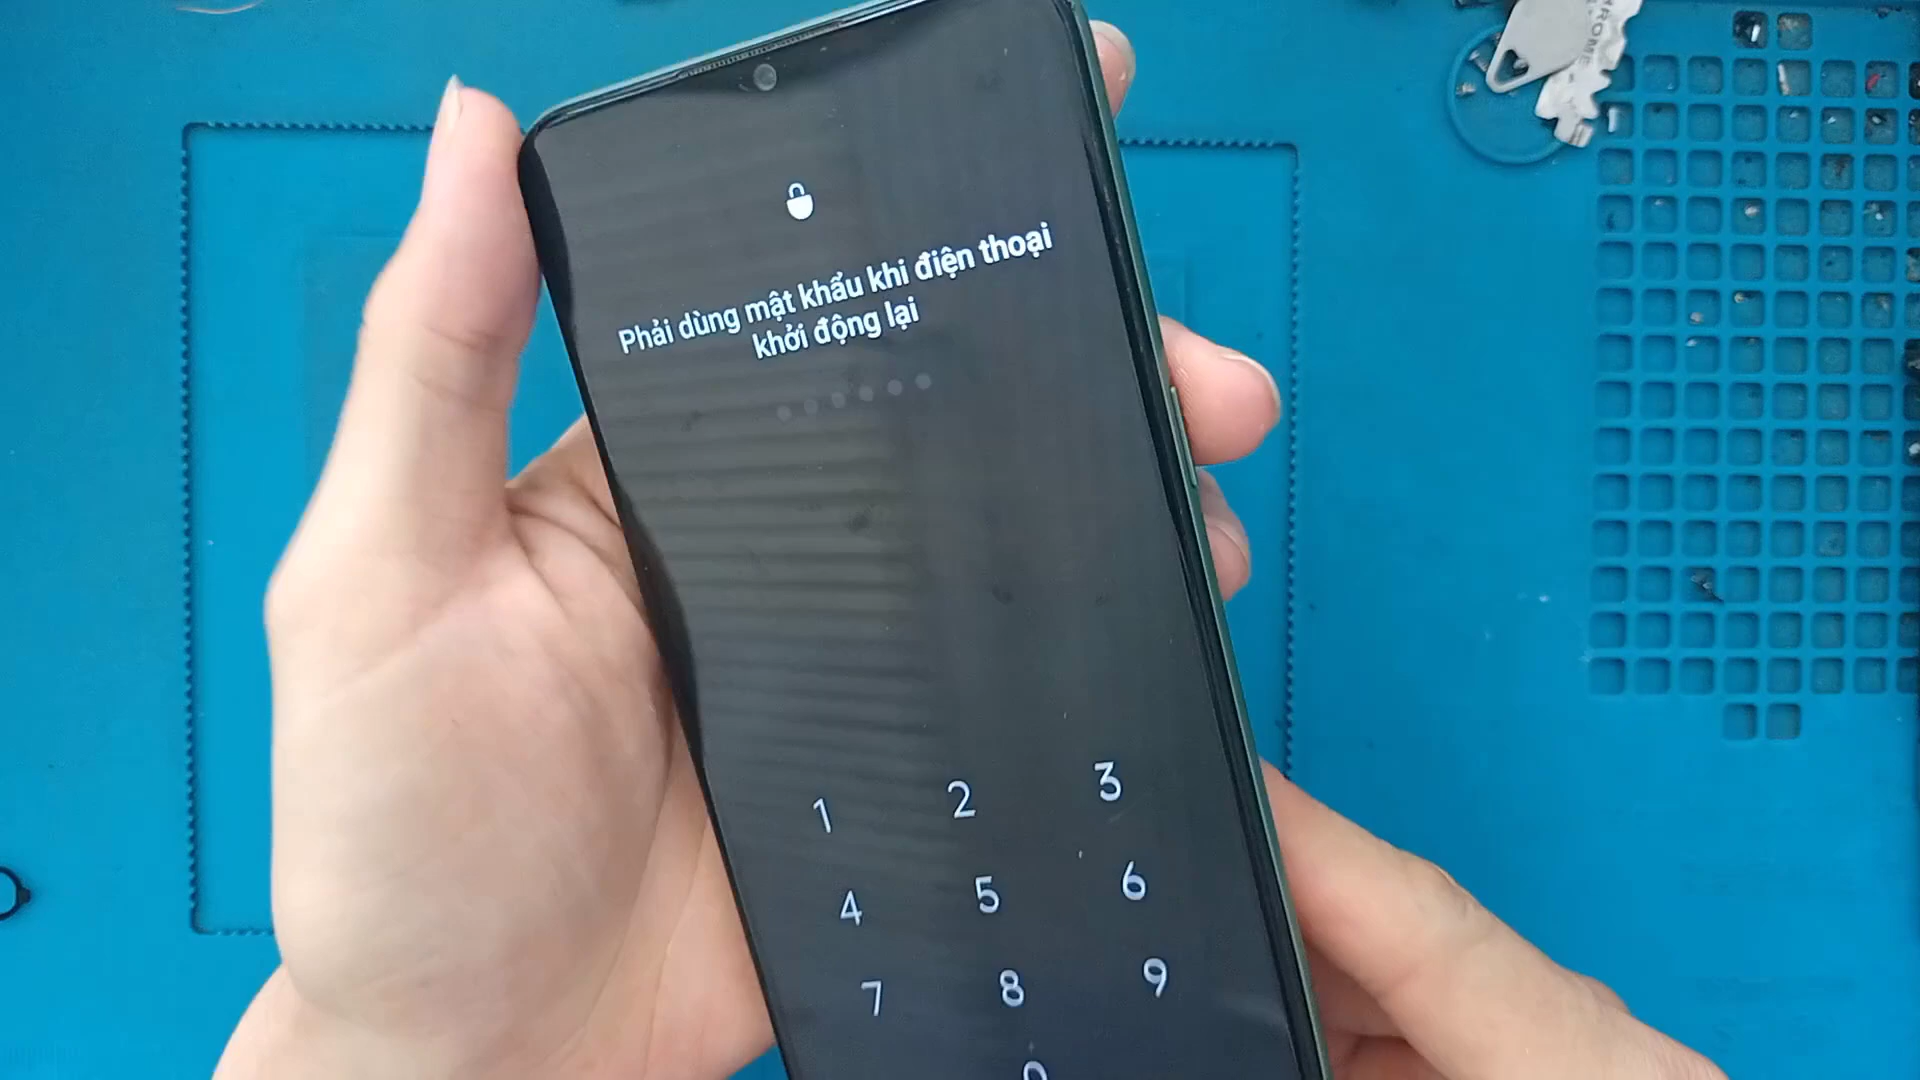 Phải dùng mật khẩu khi điện thoại
khởi động lại
1 2 3
4 5 6
7 8 9
0